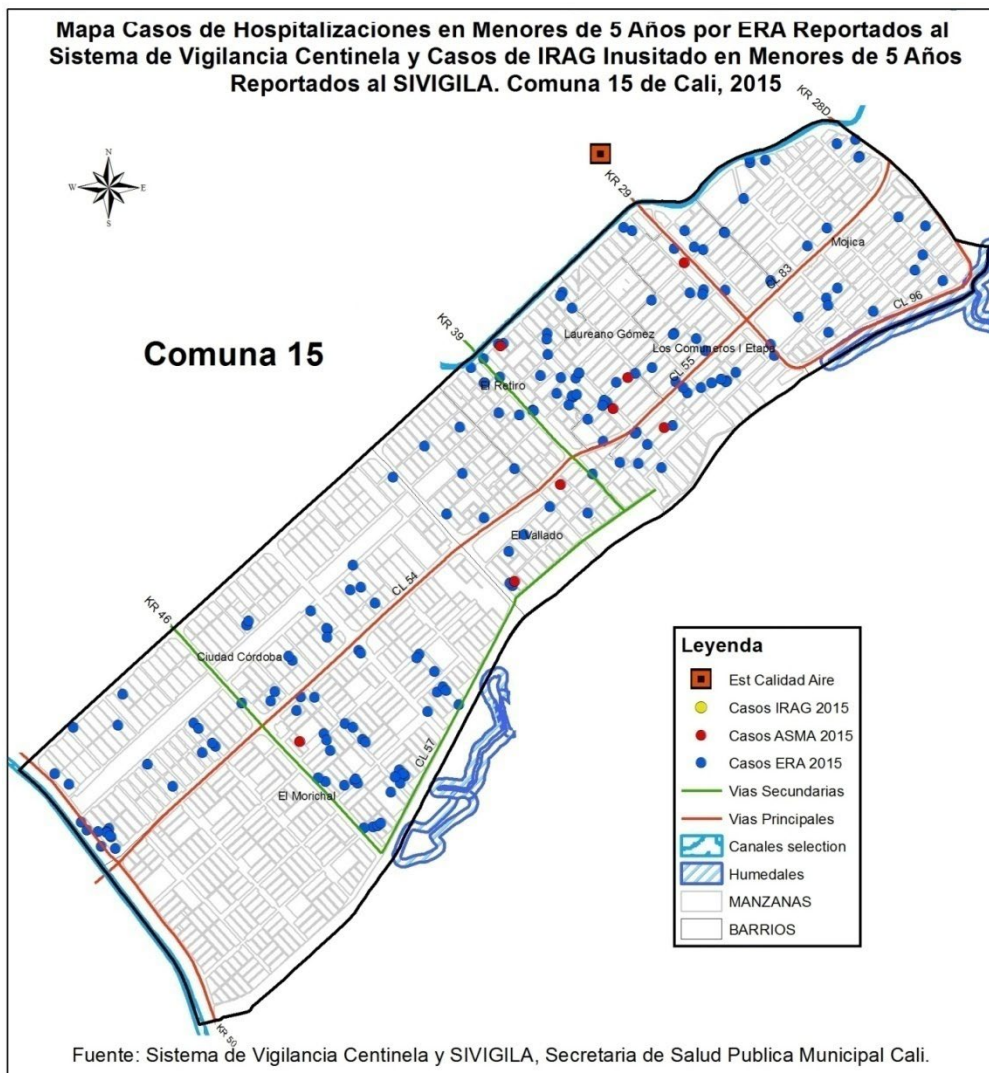 Mapa Casos de Hospitalizaciones en Menores de 5 Años por ERA Reportados al
Sistema de Vigilancia Centinela y Casos de IRAG Inusitado en Menores de 5 Años
Reportados al SIVIGILA. Comuna 15 de Cali, 2015
KR 28D
N
W E
S
KR 29
Mojica
CL 83
CL 96
KR 39
Laureano Gómez
Los Comuneros I Etapa
Comuna 15
El Retiro
CL 55
El Vallado
CL 54
KR 46
Ciudad Córdoba
CL 57
El Morichal
KR 50
Leyenda
Est Calidad Aire
Casos IRAG 2015
Casos ASMA 2015
Casos ERA 2015
Vias Secundarias
Vias Principales
Canales selection
Humedales
MANZANAS
BARRIOS
Fuente: Sistema de Vigilancia Centinela y SIVIGILA, Secretaria de Salud Publica Municipal Cali.